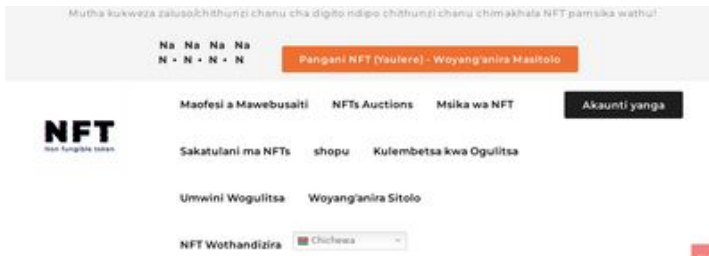 Mutha kukweza zaluso/chithunzi chanu cha digito ndipo chithunzi chanu chimakhala NFT pamsika wathu!
Na Na Na Na
N • N • N • N
Pangani NFT (Yaulere) - Woyang'anira Masitolo
Maofesi a Mawebusaiti NFTs Auctions Msika wa NFT Akaunti yanga
NFT
Non fungible token
Sakatulani ma NFTs shopu Kulembetsa kwa Ogulitsa
Umwini Wogulitsa Woyang'anira Sitolo
NFT Wothandizira Chichewa